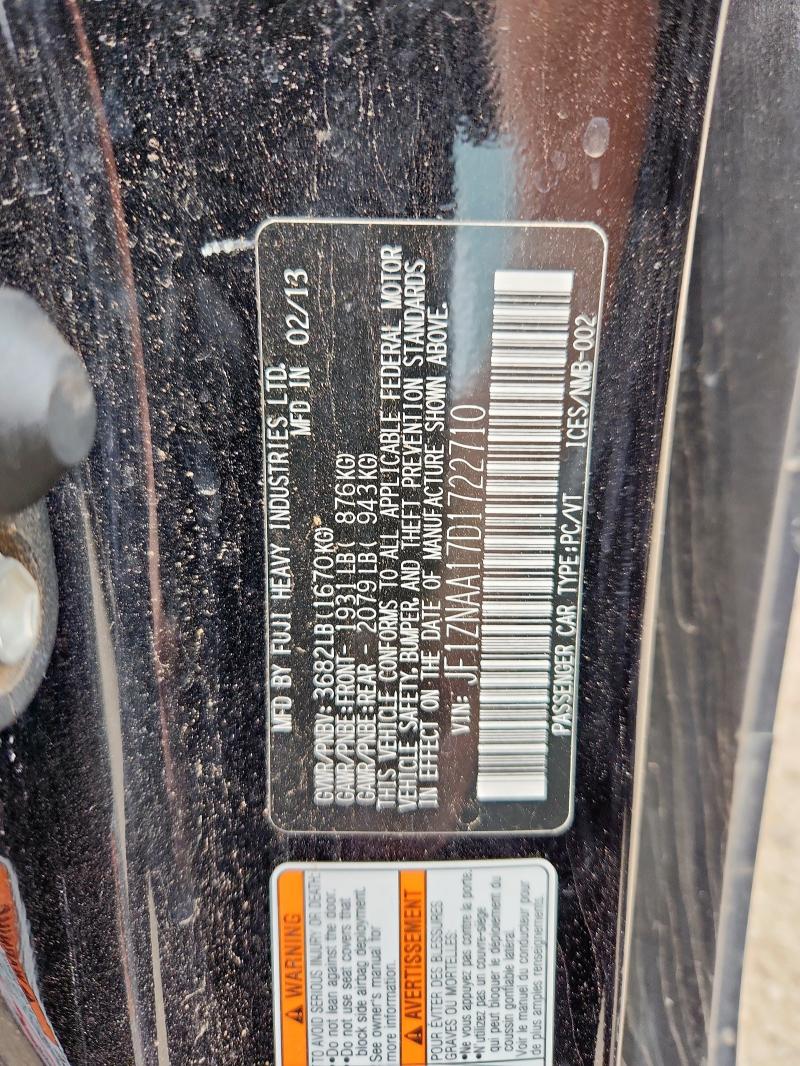 MFD BY FUJI HEAVY INDUSTRIES LTD.
MFD IN 02/13
GVWR/PNBV: 3682LB (1670KG)
GAWR/PNBE:FRONT- 1931LB ( 876KG)
GAWR/PNBE:REAR - 2079LB ( 943KG)
THIS VEHICLE CONFORMS TO ALL APPLICABLE FEDERAL MOTOR
VEHICLE SAFETY, BUMPER, AND THEFT PREVENTION STANDARDS
IN EFFECT ON THE DATE OF MANUFACTURE SHOWN ABOVE.
VIN: JF1ZNAA17D1722710
PASSENGER CAR TYPE:PC/VT ICES/NMB-002
WARNING
TO AVOID SERIOUS INJURY OR DEATH:
•Do not lean against the door.
•Do not use seat covers that
block side airbag deployment.
See owner's manual for
more information.
AVERTISSEMENT
POUR ÉVITER DES BLESSURES
GRAVES OU MORTELLES:
•Ne vous appuyez pas contre la porte.
•N'utilizez pas un couvre-siège
qui peut bloquer le déploiement du
coussin gonflable latéral.
Voir le manuel du conducteur pour
de plus amples renseignements.